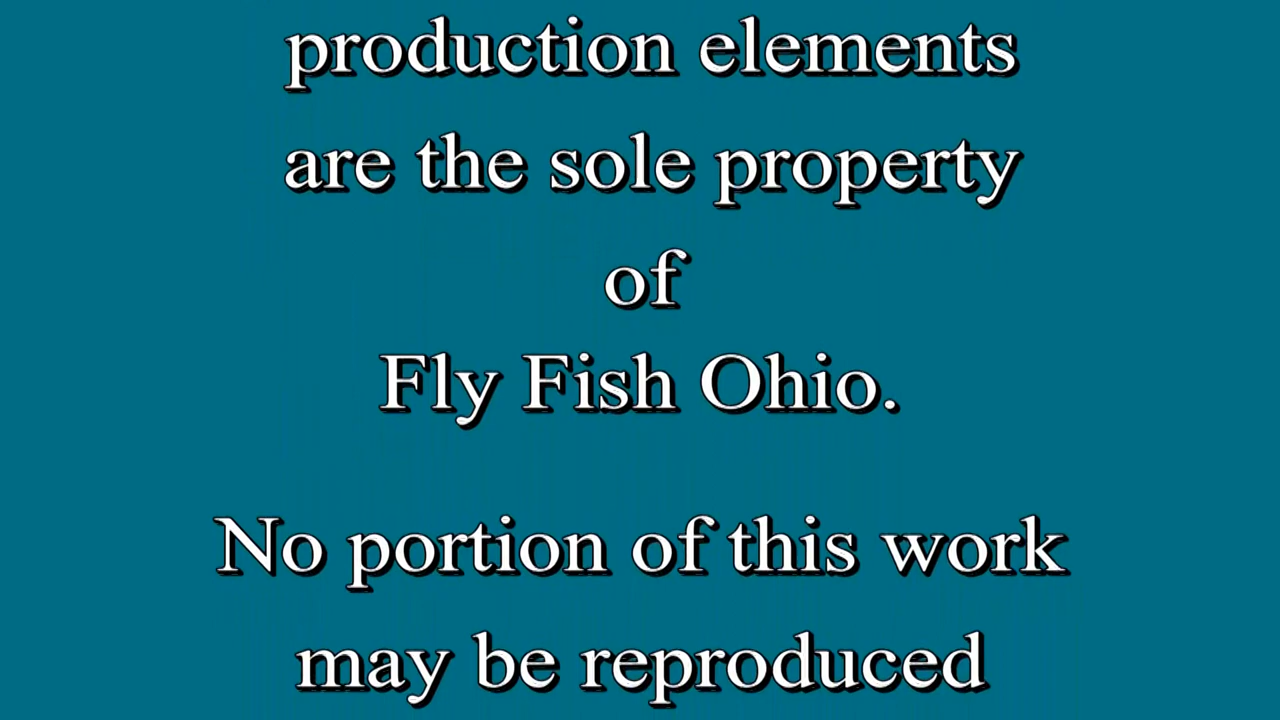 production elements
are the sole property
of
Fly Fish Ohio.
No portion of this work
may be reproduced